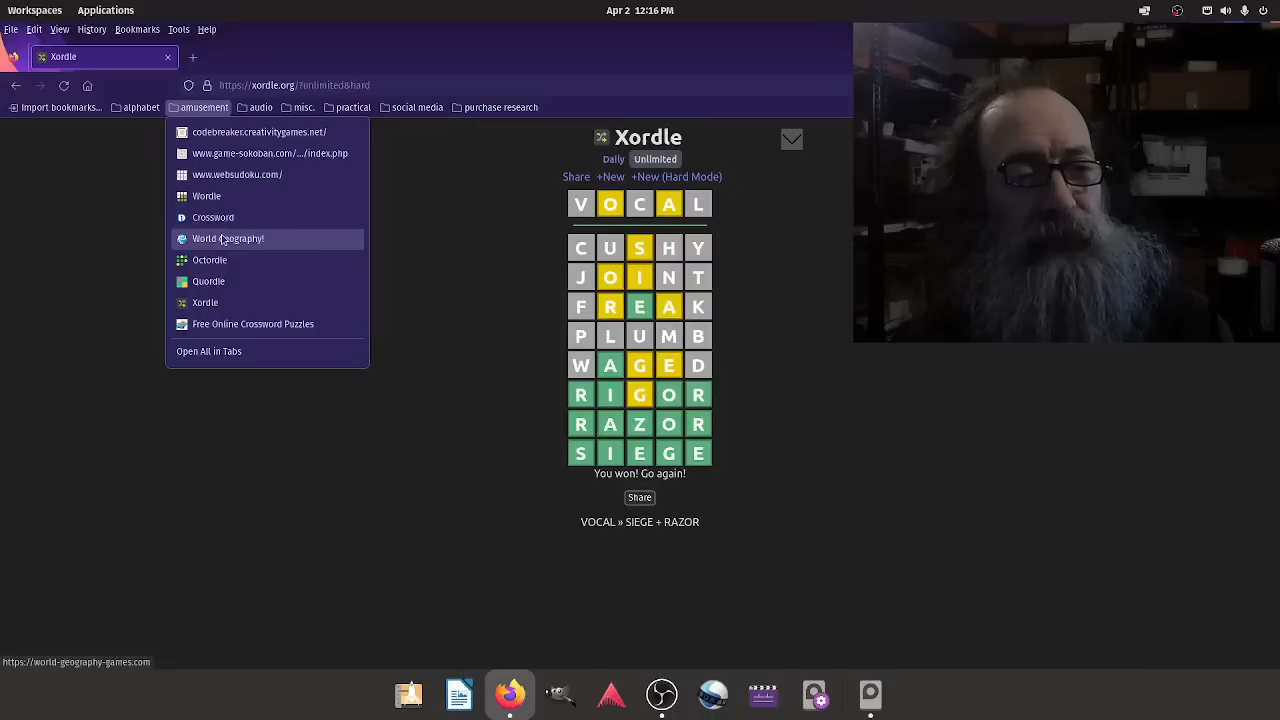 Workspaces Applications Apr 2 12:16 PM
File Edit View History Bookmarks Tools Help
Xordle
https://xordle.org/?unlimited&hard
Import bookmarks... alphabet amusement audio misc. practical social media purchase research
codebreaker.creativitygames.net/
www.game-sokoban.com/.../index.php
www.websudoku.com/
Wordle
Crossword
World Geography!
Octordle
Quordle
Xordle
Free Online Crossword Puzzles
Open All in Tabs
Xordle
Daily Unlimited
Share +New +New (Hard Mode)
V O C A L
C U S H Y
J O I N T
F R E A K
P L U M B
W A G E D
R I G O R
R A Z O R
S I E G E
You won! Go again!
Share
VOCAL » SIEGE + RAZOR
https://world-geography-games.com